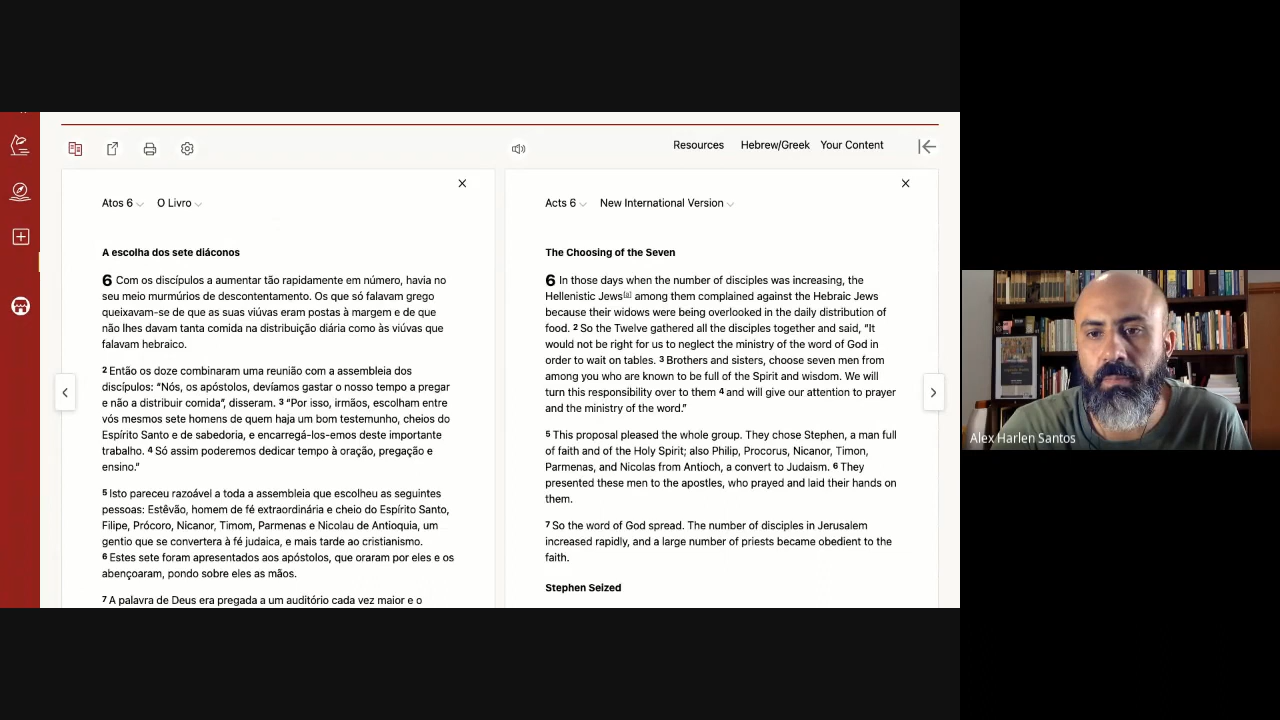 Resources Hebrew/Greek Your Content
Atos 6 O Livro
A escolha dos sete diáconos
6 Com os discípulos a aumentar tão rapidamente em número, havia no
seu meio murmúrios de descontentamento. Os que só falavam grego
queixavam-se de que as suas viúvas eram postas à margem e de que
não lhes davam tanta comida na distribuição diária como às viúvas que
falavam hebraico.
2 Então os doze combinaram uma reunião com a assembleia dos
discípulos: “Nós, os apóstolos, devíamos gastar o nosso tempo a pregar
e não a distribuir comida”, disseram. 3 “Por isso, irmãos, escolham entre
vós mesmos sete homens de quem haja um bom testemunho, cheios do
Espírito Santo e de sabedoria, e encarregá-los-emos deste importante
trabalho. 4 Só assim poderemos dedicar tempo à oração, pregação e
ensino.”
5 Isto pareceu razoável a toda a assembleia que escolheu as seguintes
pessoas: Estêvão, homem de fé extraordinária e cheio do Espírito Santo,
Filipe, Prócoro, Nicanor, Timom, Parmenas e Nicolau de Antioquia, um
gentio que se convertera à fé judaica, e mais tarde ao cristianismo.
6 Estes sete foram apresentados aos apóstolos, que oraram por eles e os
abençoaram, pondo sobre eles as mãos.
7 A palavra de Deus era pregada a um auditório cada vez maior e o
Acts 6 New International Version
The Choosing of the Seven
6 In those days when the number of disciples was increasing, the
Hellenistic Jews[a] among them complained against the Hebraic Jews
because their widows were being overlooked in the daily distribution of
food. 2 So the Twelve gathered all the disciples together and said, “It
would not be right for us to neglect the ministry of the word of God in
order to wait on tables. 3 Brothers and sisters, choose seven men from
among you who are known to be full of the Spirit and wisdom. We will
turn this responsibility over to them 4 and will give our attention to prayer
and the ministry of the word.”
5 This proposal pleased the whole group. They chose Stephen, a man full
of faith and of the Holy Spirit; also Philip, Procorus, Nicanor, Timon,
Parmenas, and Nicolas from Antioch, a convert to Judaism. 6 They
presented these men to the apostles, who prayed and laid their hands on
them.
7 So the word of God spread. The number of disciples in Jerusalem
increased rapidly, and a large number of priests became obedient to the
faith.
Stephen Seized
Alex Harlen Santos